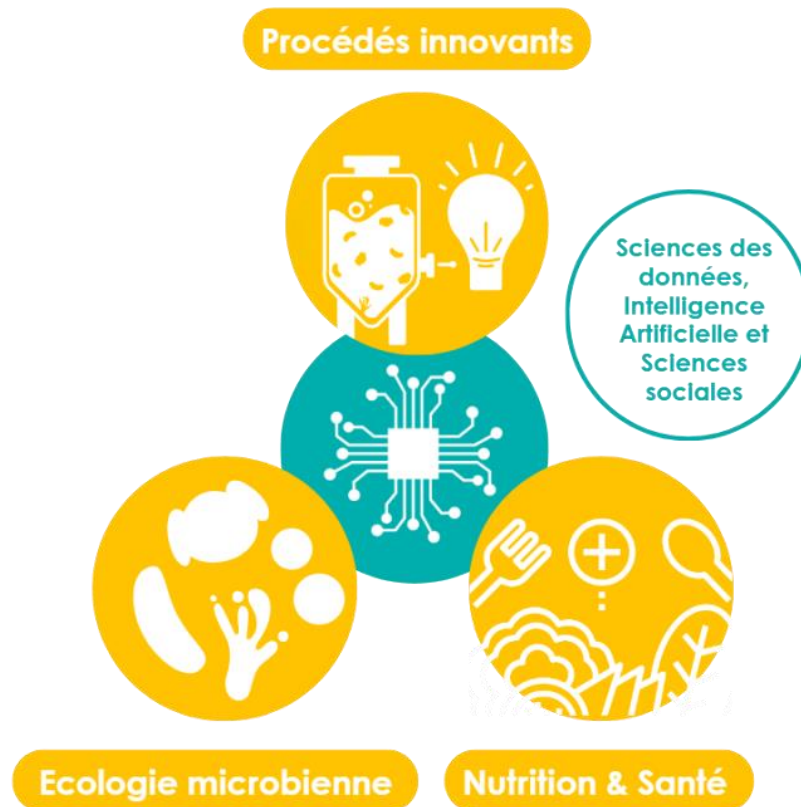 Procédés innovants
Sciences des
données,
Intelligence
Artificielle et
Sciences
sociales
Ecologie microbienne
Nutrition & Santé